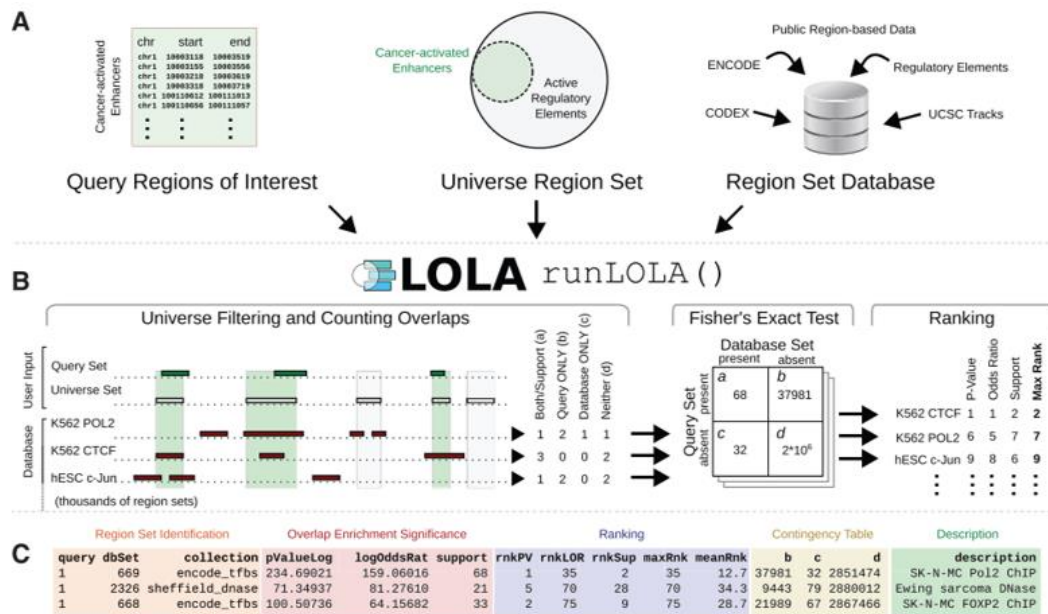 A
Cancer-activated Enhancers
chr start end
chr1 10003118 10003519
chr1 10003155 10003556
chr1 10003218 10003619
chr1 10003318 10003719
chr1 100110612 100111013
chr1 100110656 100111057
Cancer-activated
Enhancers
Active
Regulatory
Elements
Public Region-based Data
ENCODE
Regulatory Elements
CODEX
UCSC Tracks
Query Regions of Interest
Universe Region Set
Region Set Database
B
LOLA runLOLA()
Universe Filtering and Counting Overlaps
User Input
Query Set
Universe Set
Database
K562 POL2
K562 CTCF
hESC c-Jun
(thousands of region sets)
Both/Support (a)
Query ONLY (b)
Database ONLY (c)
Neither (d)
1 2 1 1
3 0 0 2
1 2 0 2
Fisher's Exact Test
Database Set
present absent
Query Set
present
absent
a b
68 37981
c d
32 2*10⁶
Ranking
P-Value
Odds Ratio
Support
Max Rank
K562 CTCF 1 1 2 2
K562 POL2 6 5 7 7
hESC c-Jun 9 8 6 9
C
Region Set Identification Overlap Enrichment Significance Ranking Contingency Table Description
query dbSet collection pValueLog logOddsRat support rnkPV rnkLOR rnkSup maxRnk meanRnk b c d description
1 669 encode_tfbs 234.69021 159.06016 68 1 35 2 35 12.7 37981 32 2851474 SK-N-MC Pol2 ChIP
1 2326 sheffield_dnase 71.34937 81.27610 21 5 70 28 70 34.3 9443 79 2880012 Ewing sarcoma DNase
1 668 encode_tfbs 100.50736 64.15682 33 2 75 9 75 28.7 21989 67 2867466 SK-N-MC FOXP2 ChIP